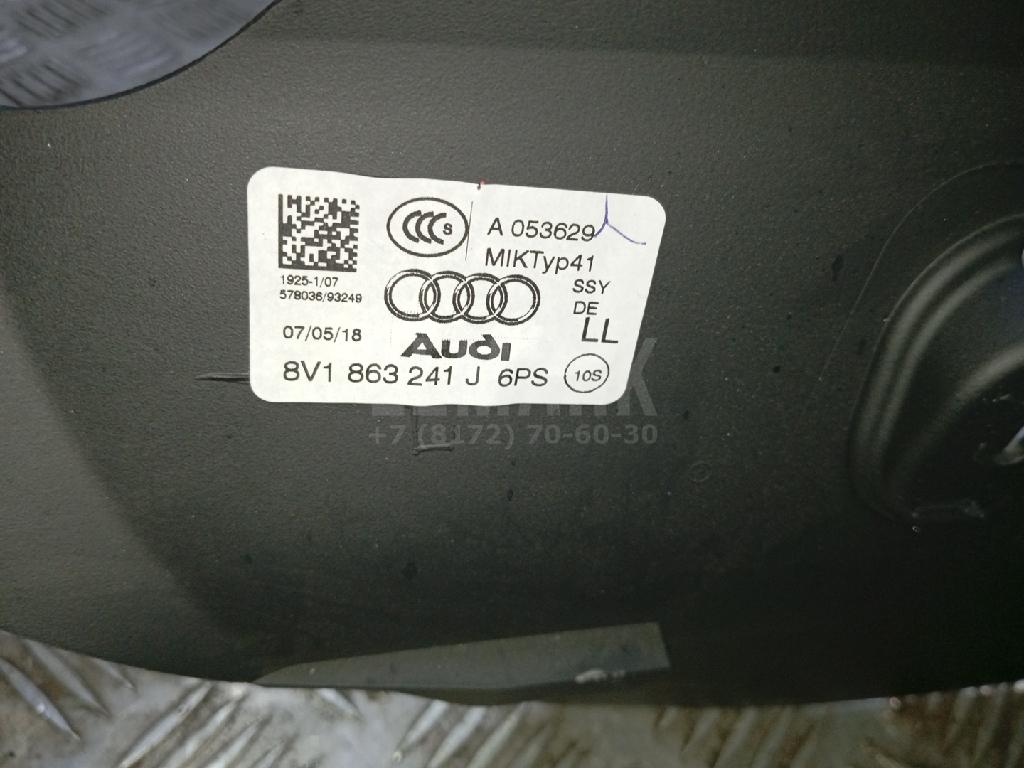 CCC S
A 053629
MIKTyp41
1925-1/07
578036/93249
SSY
DE
LL
07/05/18
Audi
8V1 863 241 J 6PS
10S
+7 (8172) 70-60-30